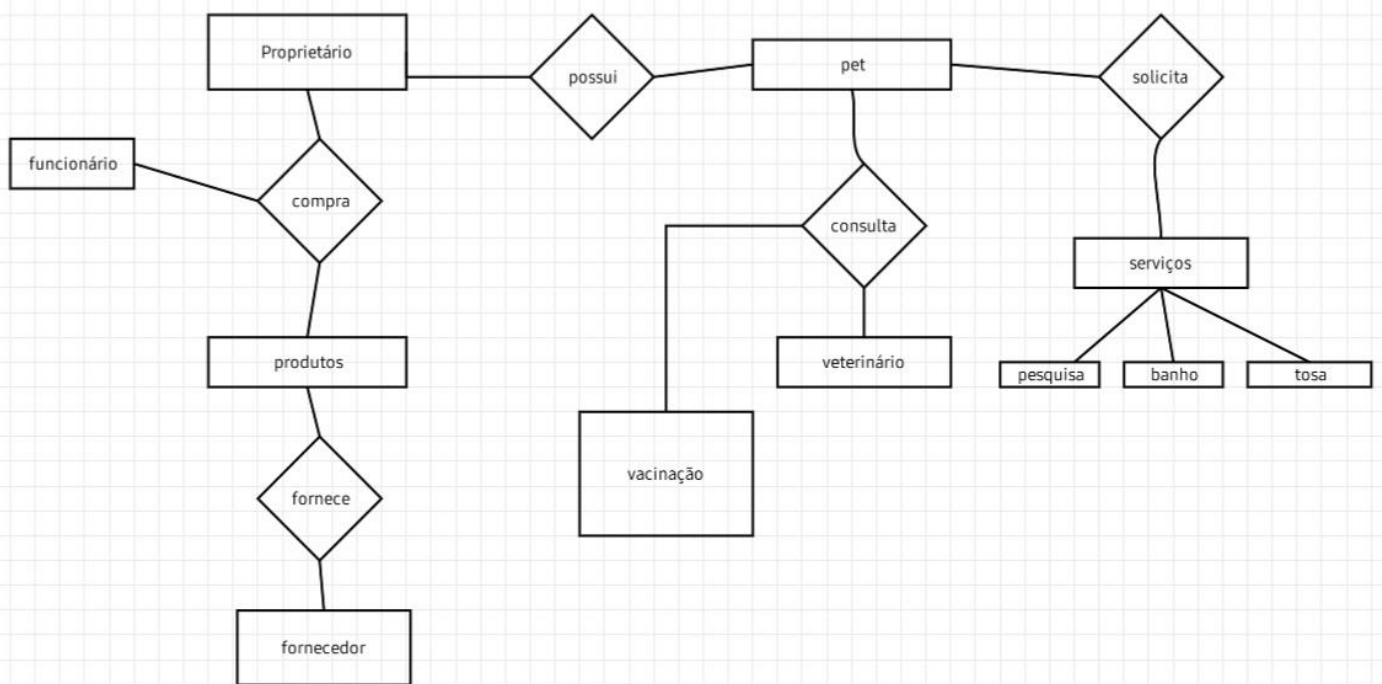 Proprietário
possui
pet
solicita
funcionário
compra
consulta
serviços
produtos
veterinário
pesquisa
banho
tosa
vacinação
fornece
fornecedor